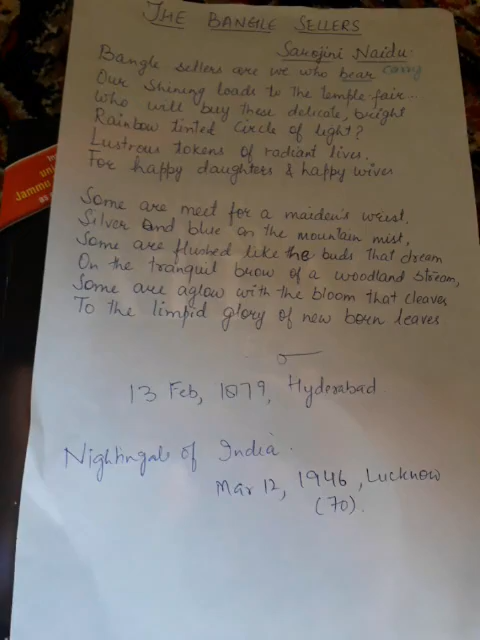 THE BANGLE SELLERS
Sarojini Naidu
Bangle sellers are we who bear carry
Our shining loads to the temple fair...
Who will buy these delicate, bright
Rainbow tinted circle of light?
Lustrous tokens of radiant lives,
For happy daughters & happy wives
Some are meet for a maiden's wrist,
Silver and blue on the mountain mist,
Some are flushed like the buds that dream
On the tranquil brow of a woodland stream,
Some are aglow with the bloom that cleaves
To the limpid glory of new born leaves
13 Feb, 1879, Hyderabad
Nightingale of India.
Mar 12, 1946, Lucknow
(70).
uni
Jammu